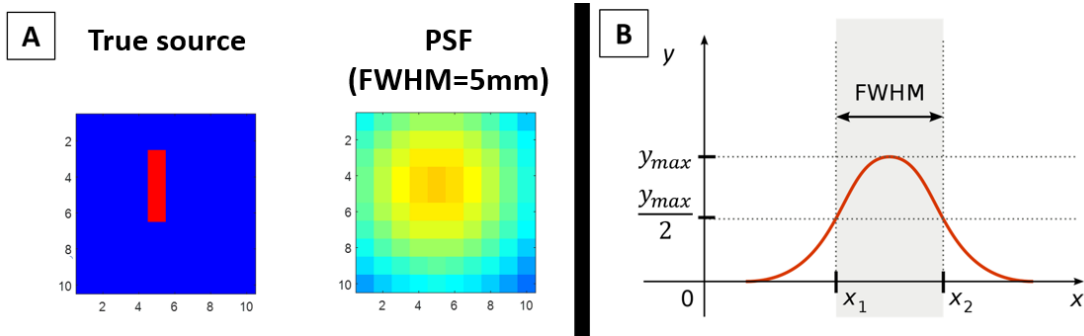 A
True source
PSF
(FWHM=5mm)
2
4
6
8
10
2 4 6 8 10
2
4
6
8
10
2 4 6 8 10
B
y
FWHM
y_max
y_max/2
0 x_1 x_2 x